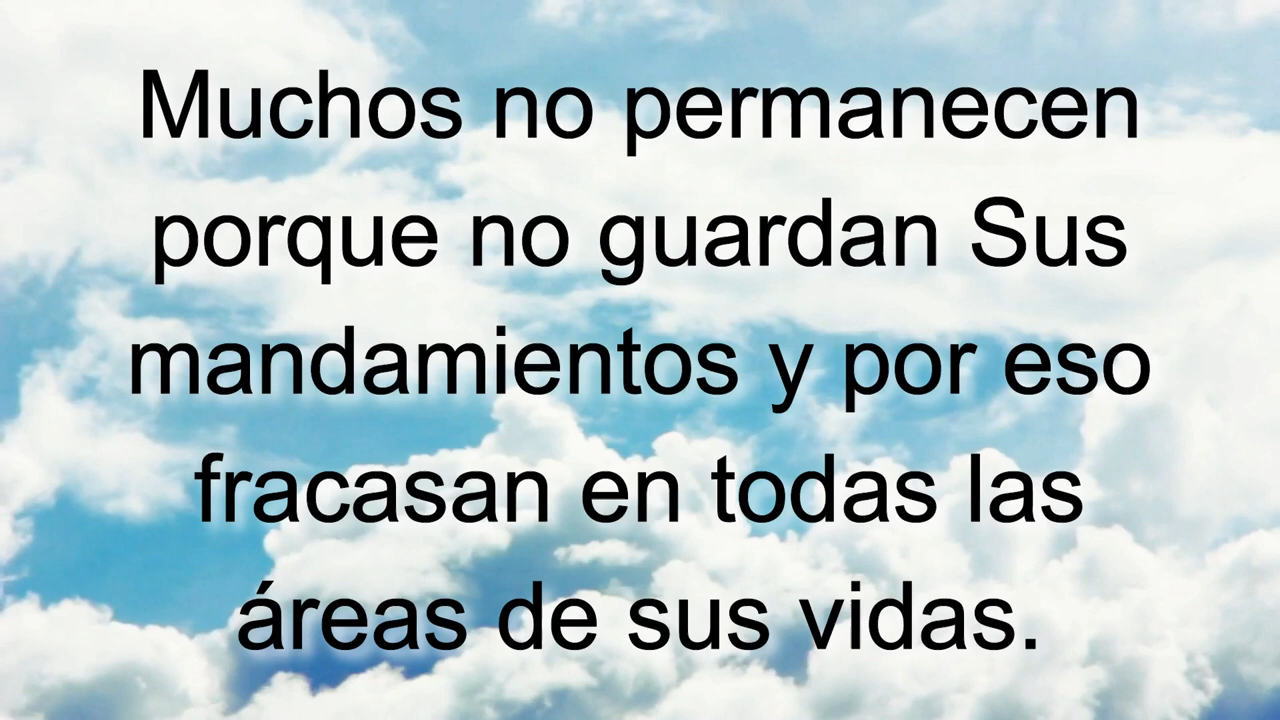 Muchos no permanecen
porque no guardan Sus
mandamientos y por eso
fracasan en todas las
áreas de sus vidas.